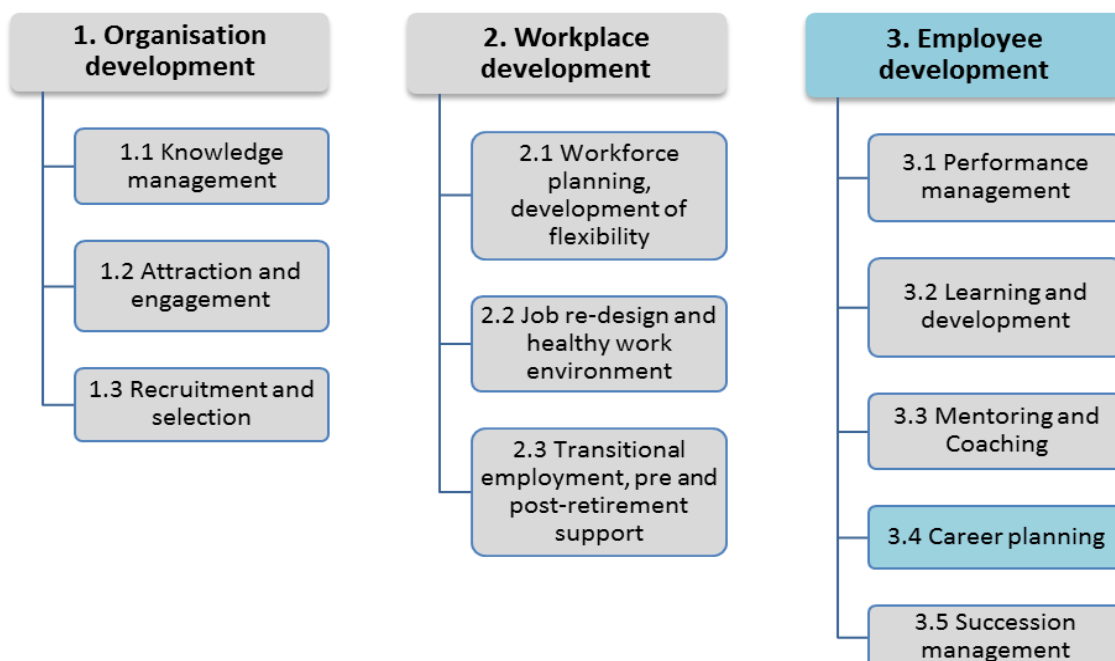 1. Organisation
development
1.1 Knowledge
management
1.2 Attraction and
engagement
1.3 Recruitment and
selection
2. Workplace
development
2.1 Workforce
planning,
development of
flexibility
2.2 Job re-design and
healthy work
environment
2.3 Transitional
employment, pre and
post-retirement
support
3. Employee
development
3.1 Performance
management
3.2 Learning and
development
3.3 Mentoring and
Coaching
3.4 Career planning
3.5 Succession
management